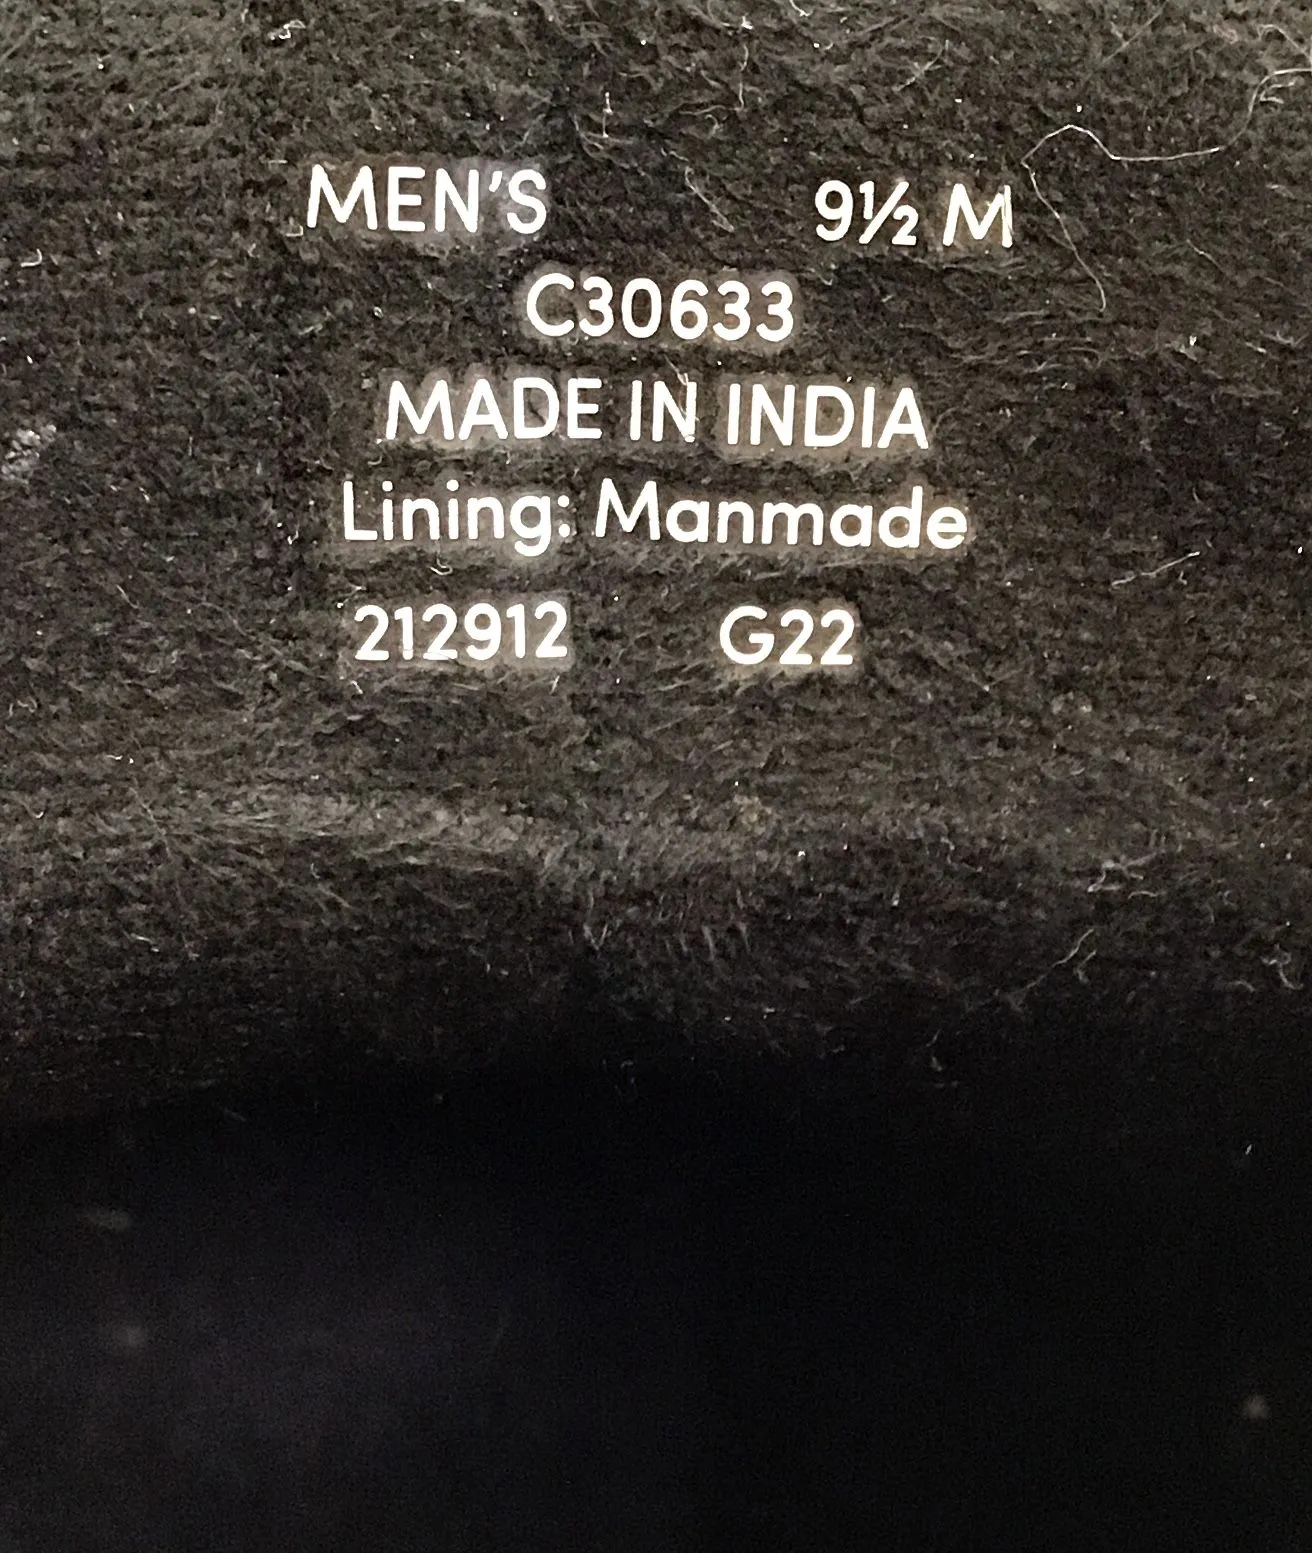 MEN'S 9½ M
C30633
MADE IN INDIA
Lining: Manmade
212912 G22